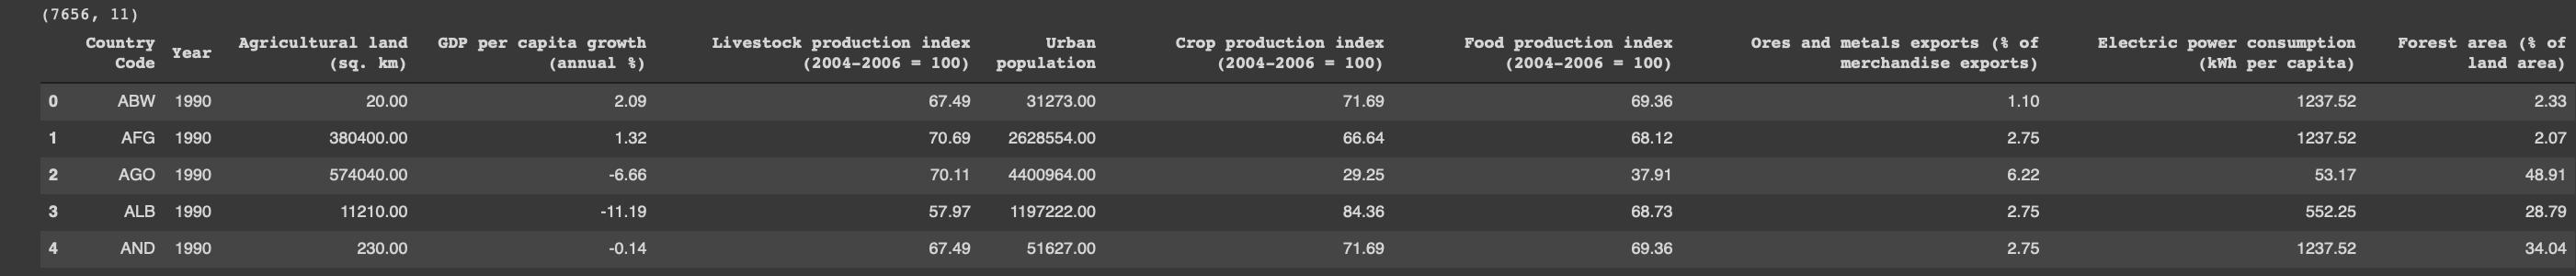 (7656, 11)
Country Code Year Agricultural land (sq. km) GDP per capita growth (annual %) Livestock production index (2004-2006 = 100) Urban population Crop production index (2004-2006 = 100) Food production index (2004-2006 = 100) Ores and metals exports (% of merchandise exports) Electric power consumption (kWh per capita) Forest area (% of land area)
0 ABW 1990 20.00 2.09 67.49 31273.00 71.69 69.36 1.10 1237.52 2.33
1 AFG 1990 380400.00 1.32 70.69 2628554.00 66.64 68.12 2.75 1237.52 2.07
2 AGO 1990 574040.00 -6.66 70.11 4400964.00 29.25 37.91 6.22 53.17 48.91
3 ALB 1990 11210.00 -11.19 57.97 1197222.00 84.36 68.73 2.75 552.25 28.79
4 AND 1990 230.00 -0.14 67.49 51627.00 71.69 69.36 2.75 1237.52 34.04